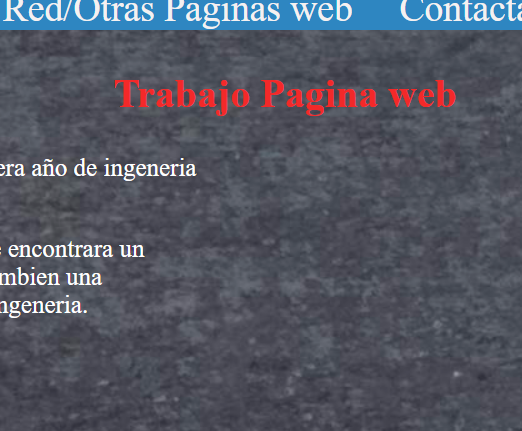 Red/Otras Paginas web Contacta
Trabajo Pagina web
era año de ingeneria
encontrara un
mbien una
ngeneria.